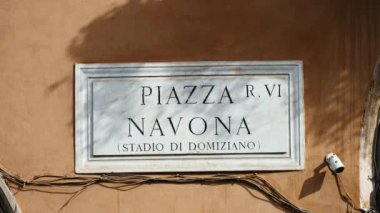 PIAZZA R. VI
NAVONA
(STADIO DI DOMIZIANO)